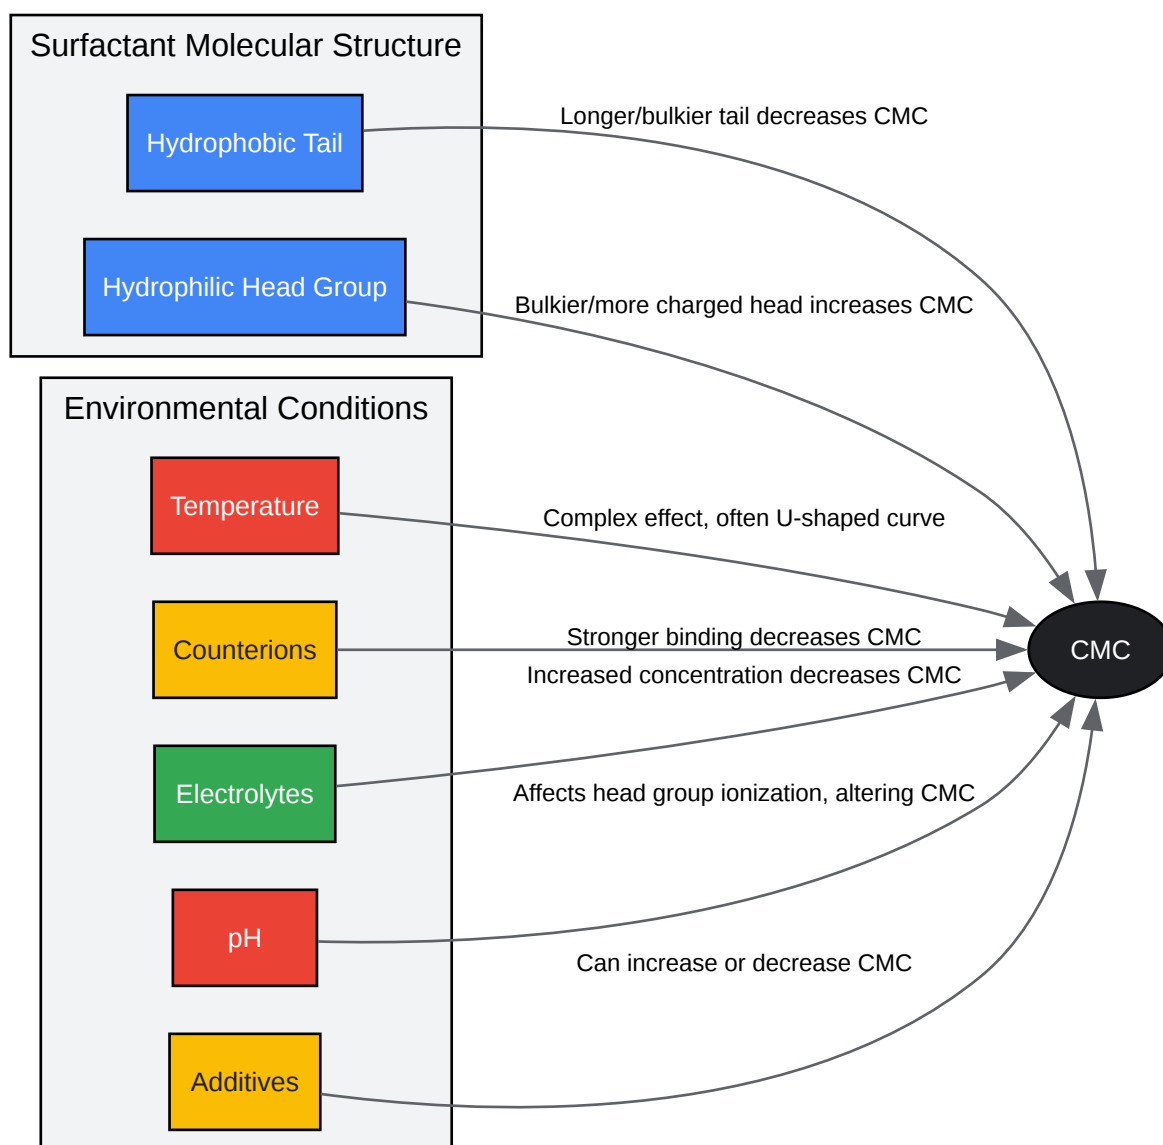 Surfactant Molecular Structure
Hydrophobic Tail
Longer/bulkier tail decreases CMC
Hydrophilic Head Group
Bulkier/more charged head increases CMC
Environmental Conditions
Temperature
Complex effect, often U-shaped curve
Counterions
Stronger binding decreases CMC
CMC
Increased concentration decreases CMC
Electrolytes
Affects head group ionization, altering CMC
pH
Can increase or decrease CMC
Additives